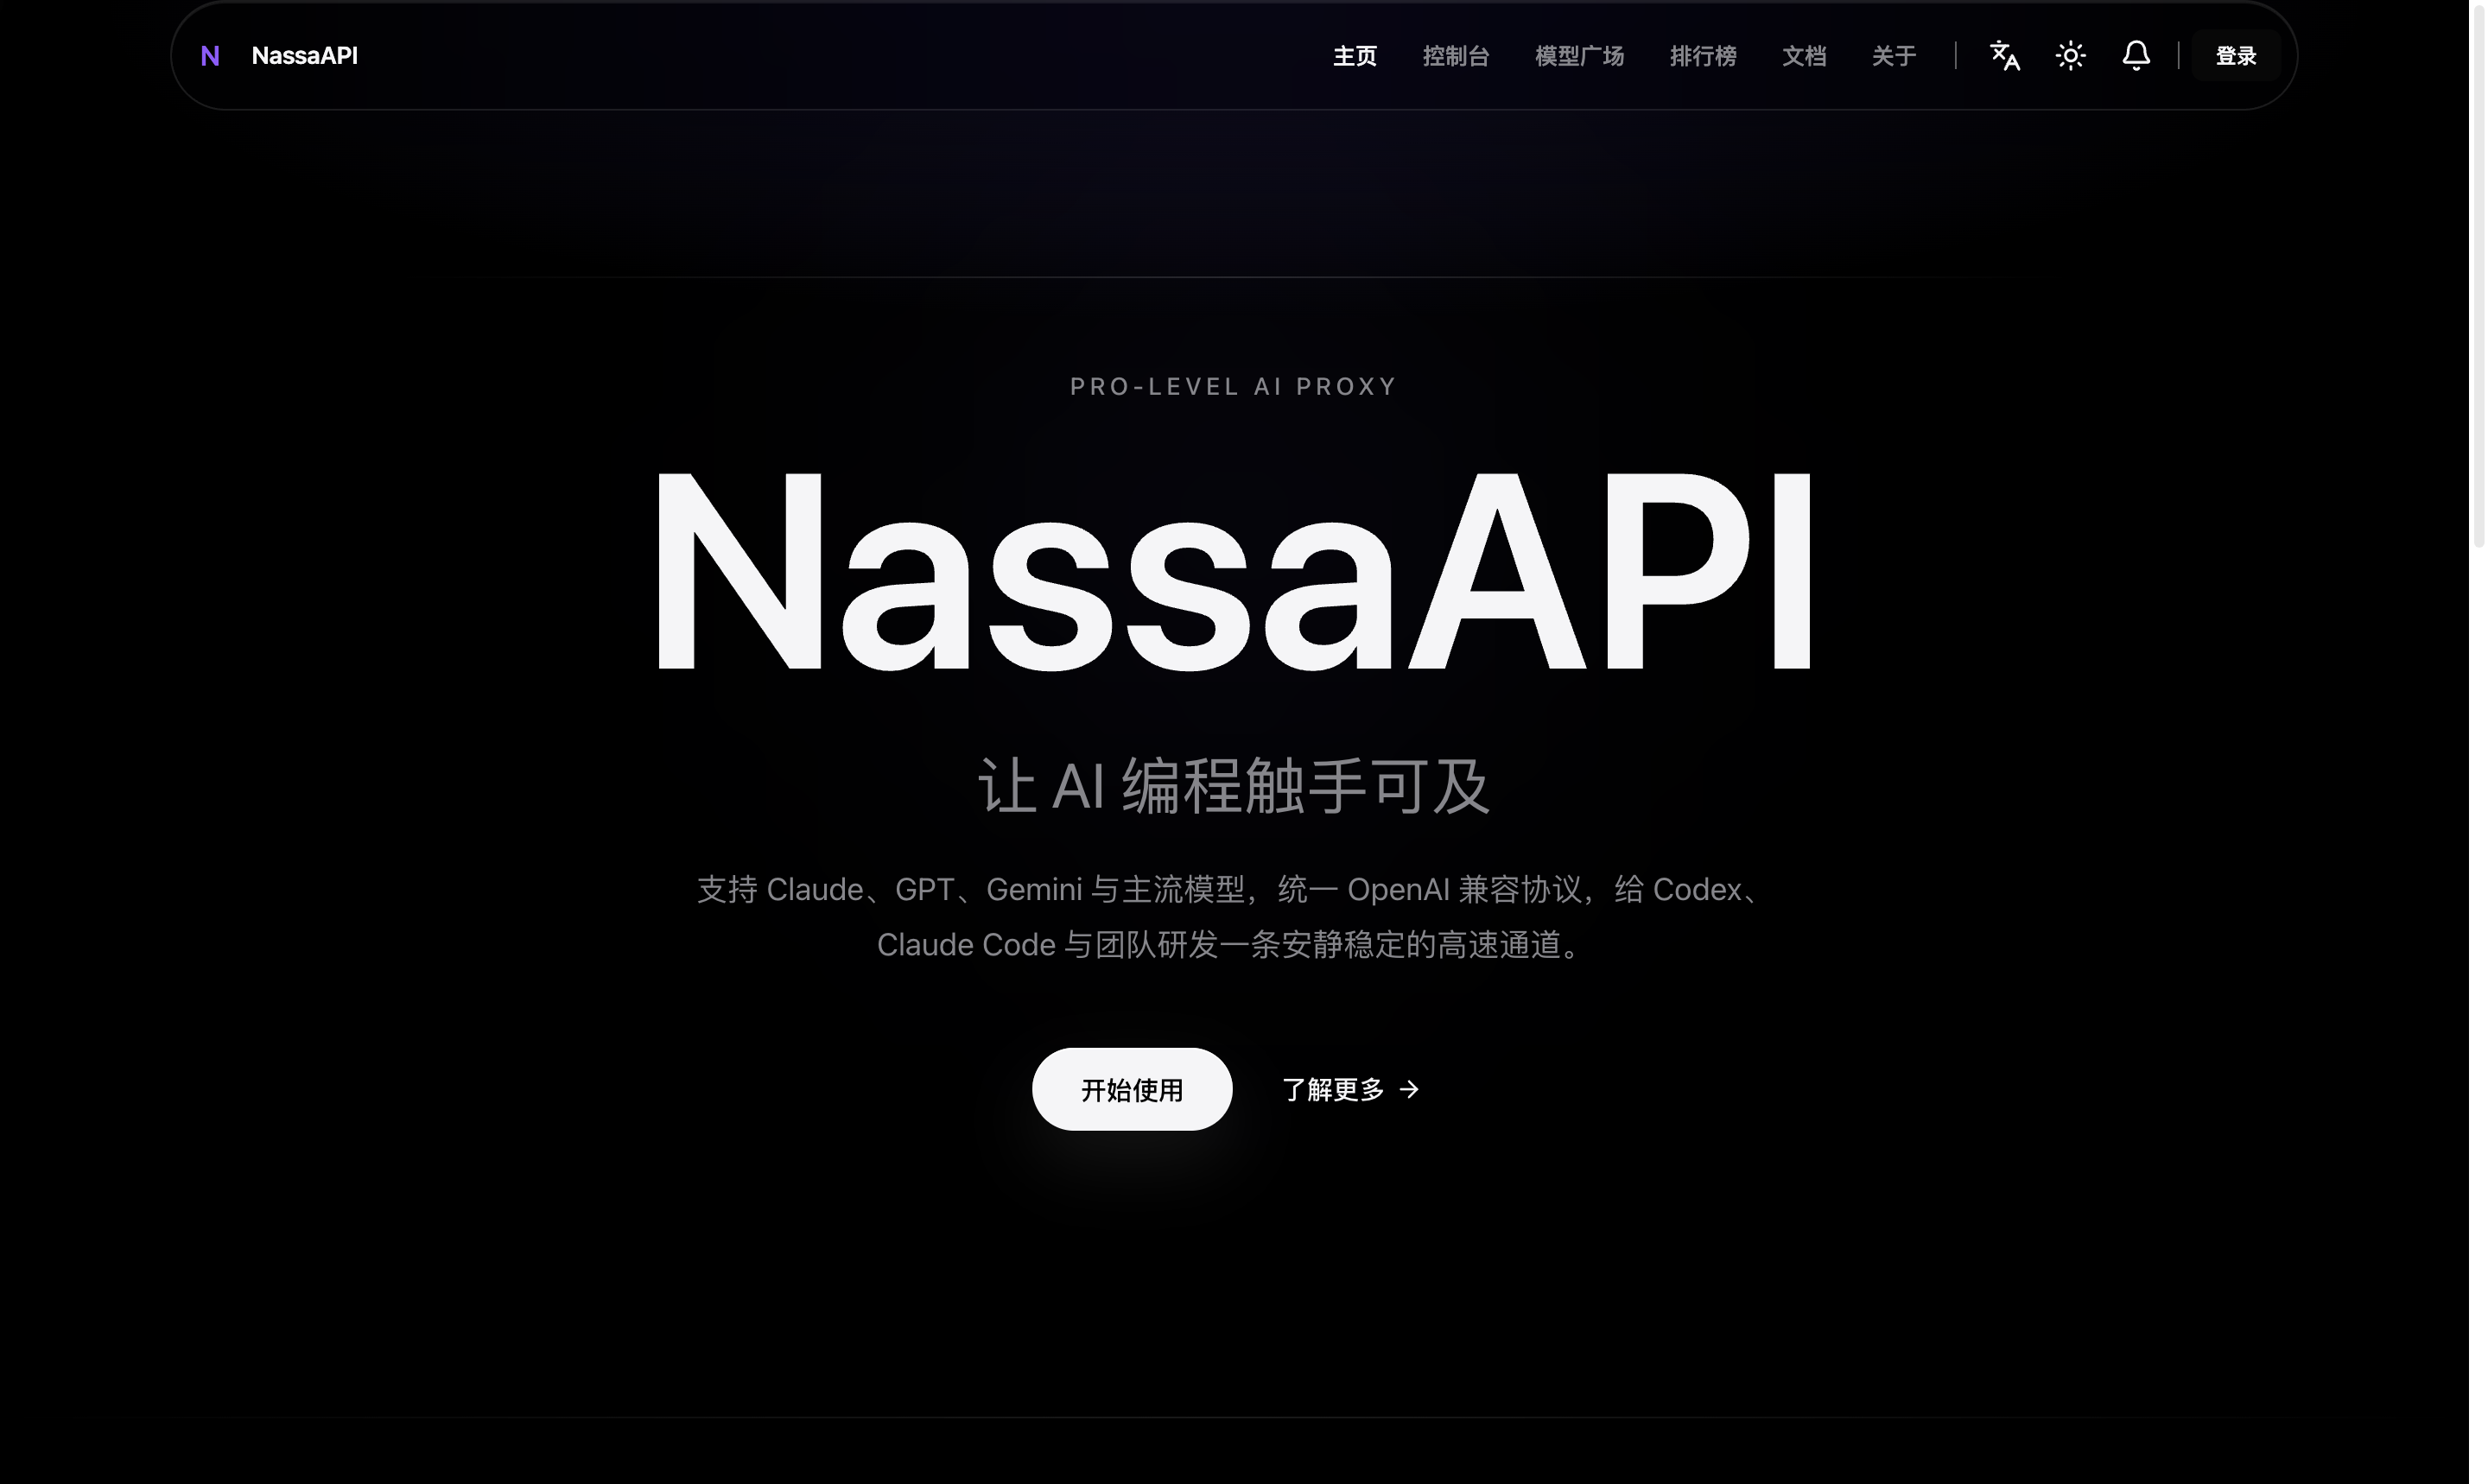 N NassaAPI 主页 控制台 模型广场 排行榜 文档 关于 登录
PRO-LEVEL AI PROXY
NassaAPI
让 AI 编程触手可及
支持 Claude、GPT、Gemini 与主流模型，统一 OpenAI 兼容协议，给 Codex、
Claude Code 与团队研发一条安静稳定的高速通道。
开始使用 了解更多 →